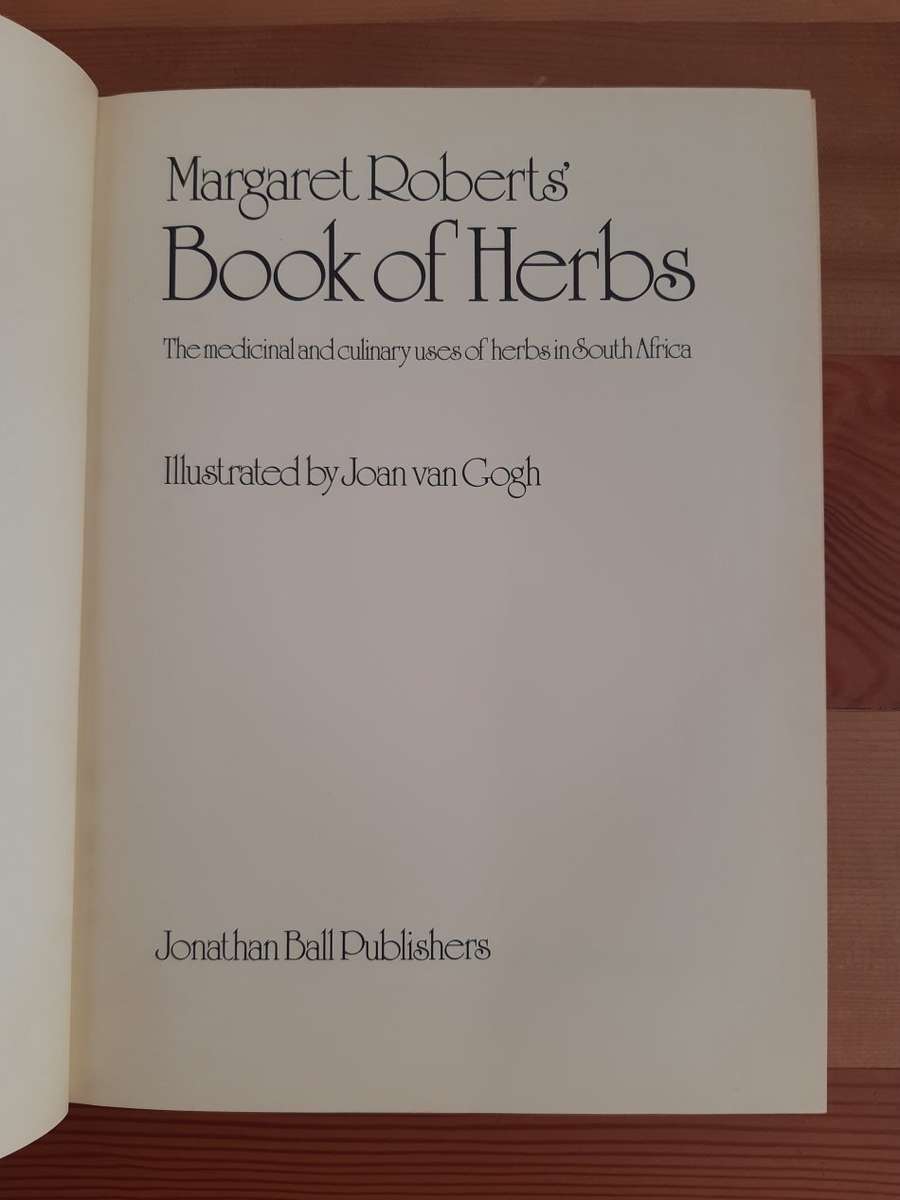 Margaret Roberts'
Book of Herbs
The medicinal and culinary uses of herbs in South Africa
Illustrated by Joan van Gogh
Jonathan Ball Publishers